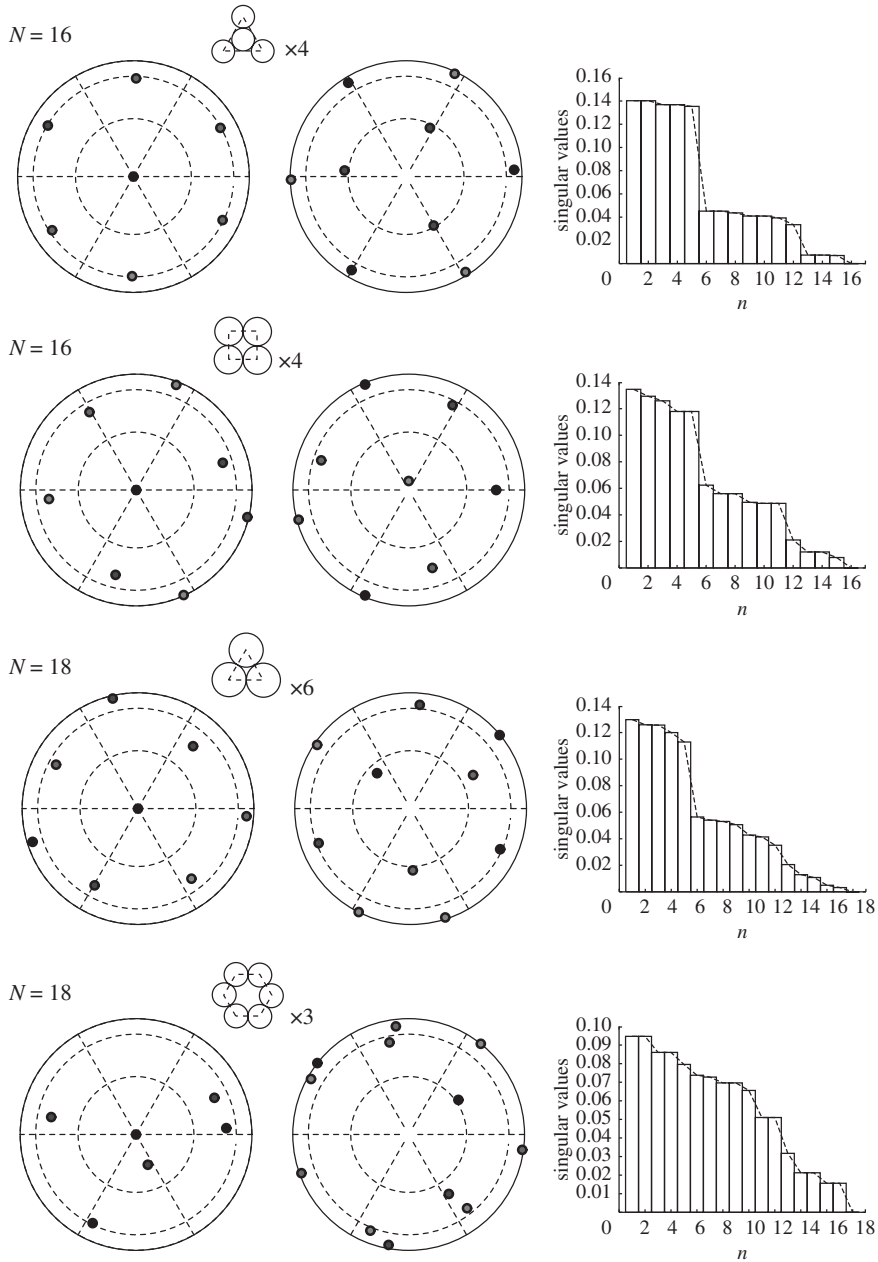 N = 16
×4
singular values
0.16
0.14
0.12
0.10
0.08
0.06
0.04
0.02
0 2 4 6 8 10 12 14 16
n
N = 16
×4
singular values
0.14
0.12
0.10
0.08
0.06
0.04
0.02
0 2 4 6 8 10 12 14 16
n
N = 18
×6
singular values
0.14
0.12
0.10
0.08
0.06
0.04
0.02
0 2 4 6 8 10 12 14 16 18
n
N = 18
×3
singular values
0.10
0.09
0.08
0.07
0.06
0.05
0.04
0.03
0.02
0.01
0 2 4 6 8 10 12 14 16 18
n